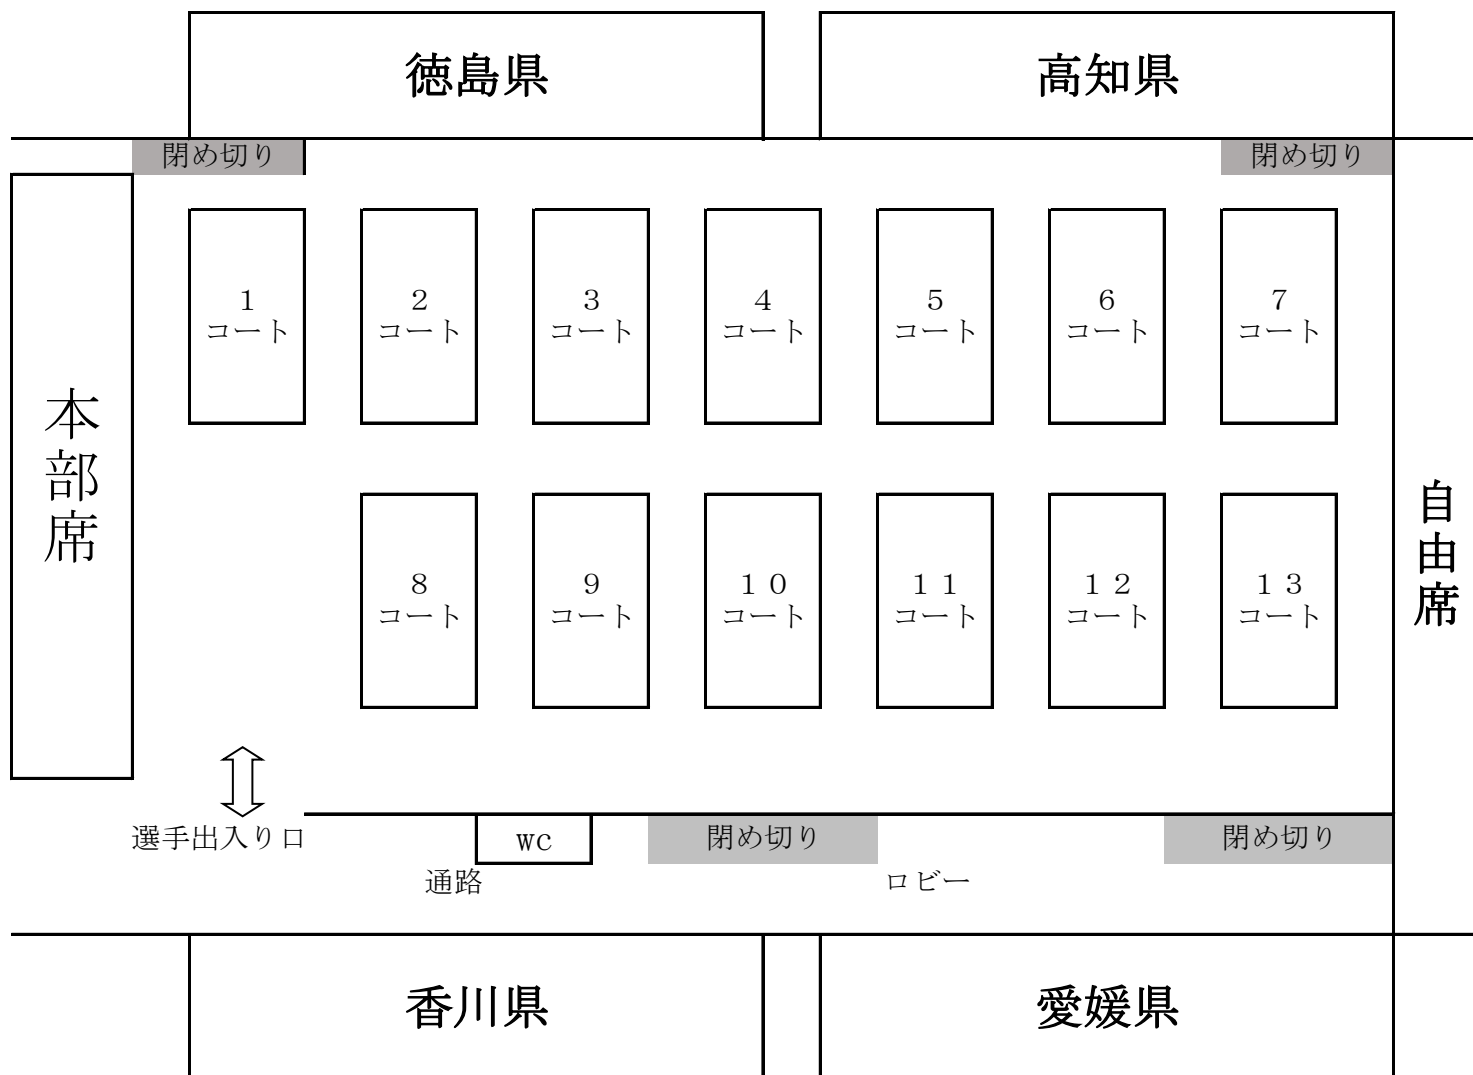 徳島県
高知県
閉め切り
閉め切り
１
コート
２
コート
３
コート
４
コート
５
コート
６
コート
７
コート
本部席
自由席
８
コート
９
コート
１０
コート
１１
コート
１２
コート
１３
コート
選手出入り口
WC
閉め切り
閉め切り
通路
ロビー
香川県
愛媛県